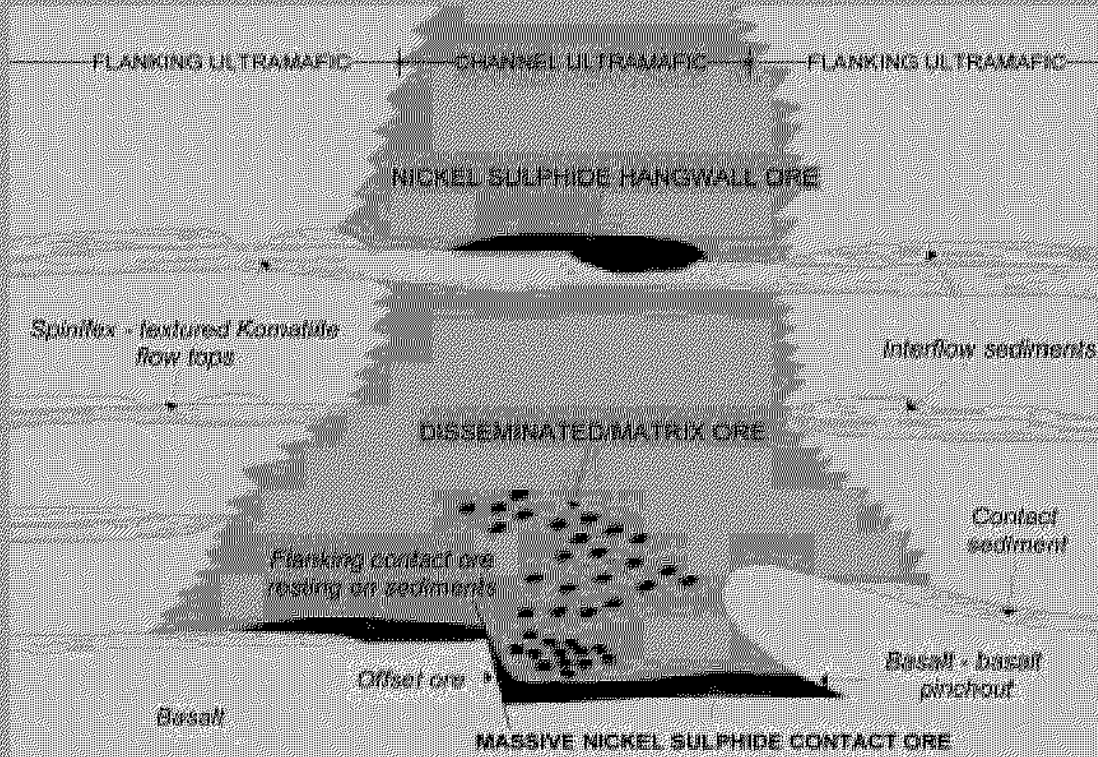 FLANKING ULTRAMAFIC
CHANNEL ULTRAMAFIC
FLANKING ULTRAMAFIC
NICKEL SULPHIDE HANGWALL ORE
Spinifex - textured Komatiite
flow tops
Interflow sediments
DISSEMINATED/MATRIX ORE
Contact
sediment
Flanking contact ore
resting on sediments
Basalt - basalt
pinchout
Offset ore
Basalt
MASSIVE NICKEL SULPHIDE CONTACT ORE